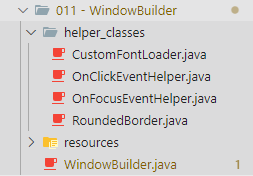 011 - WindowBuilder
helper_classes
CustomFontLoader.java
OnClickEventHelper.java
OnFocusEventHelper.java
RoundedBorder.java
resources
WindowBuilder.java 1